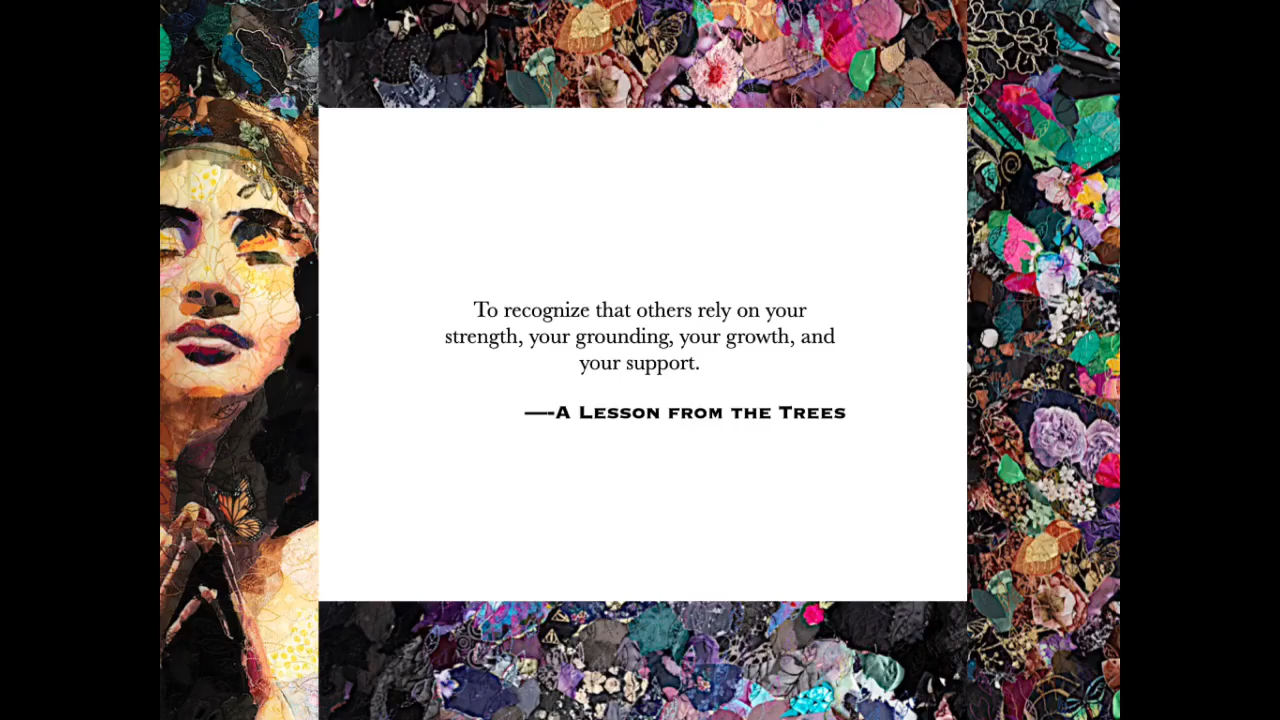 To recognize that others rely on your
strength, your grounding, your growth, and
your support.
—-A Lesson from the Trees